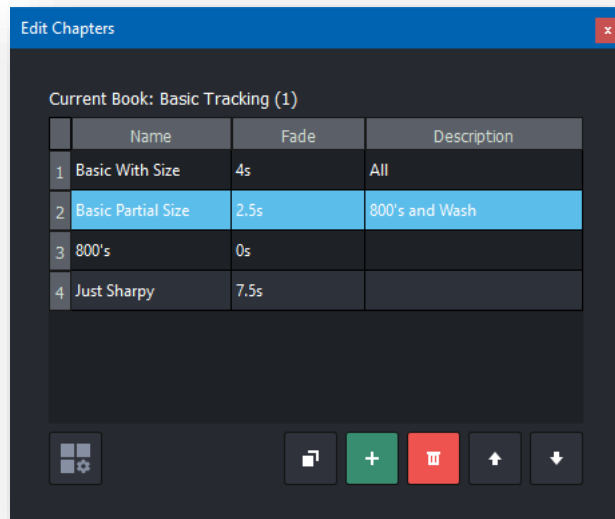 Edit Chapters
x
Current Book: Basic Tracking (1)
Name Fade Description
1 Basic With Size 4s All
2 Basic Partial Size 2.5s 800's and Wash
3 800's 0s
4 Just Sharpy 7.5s